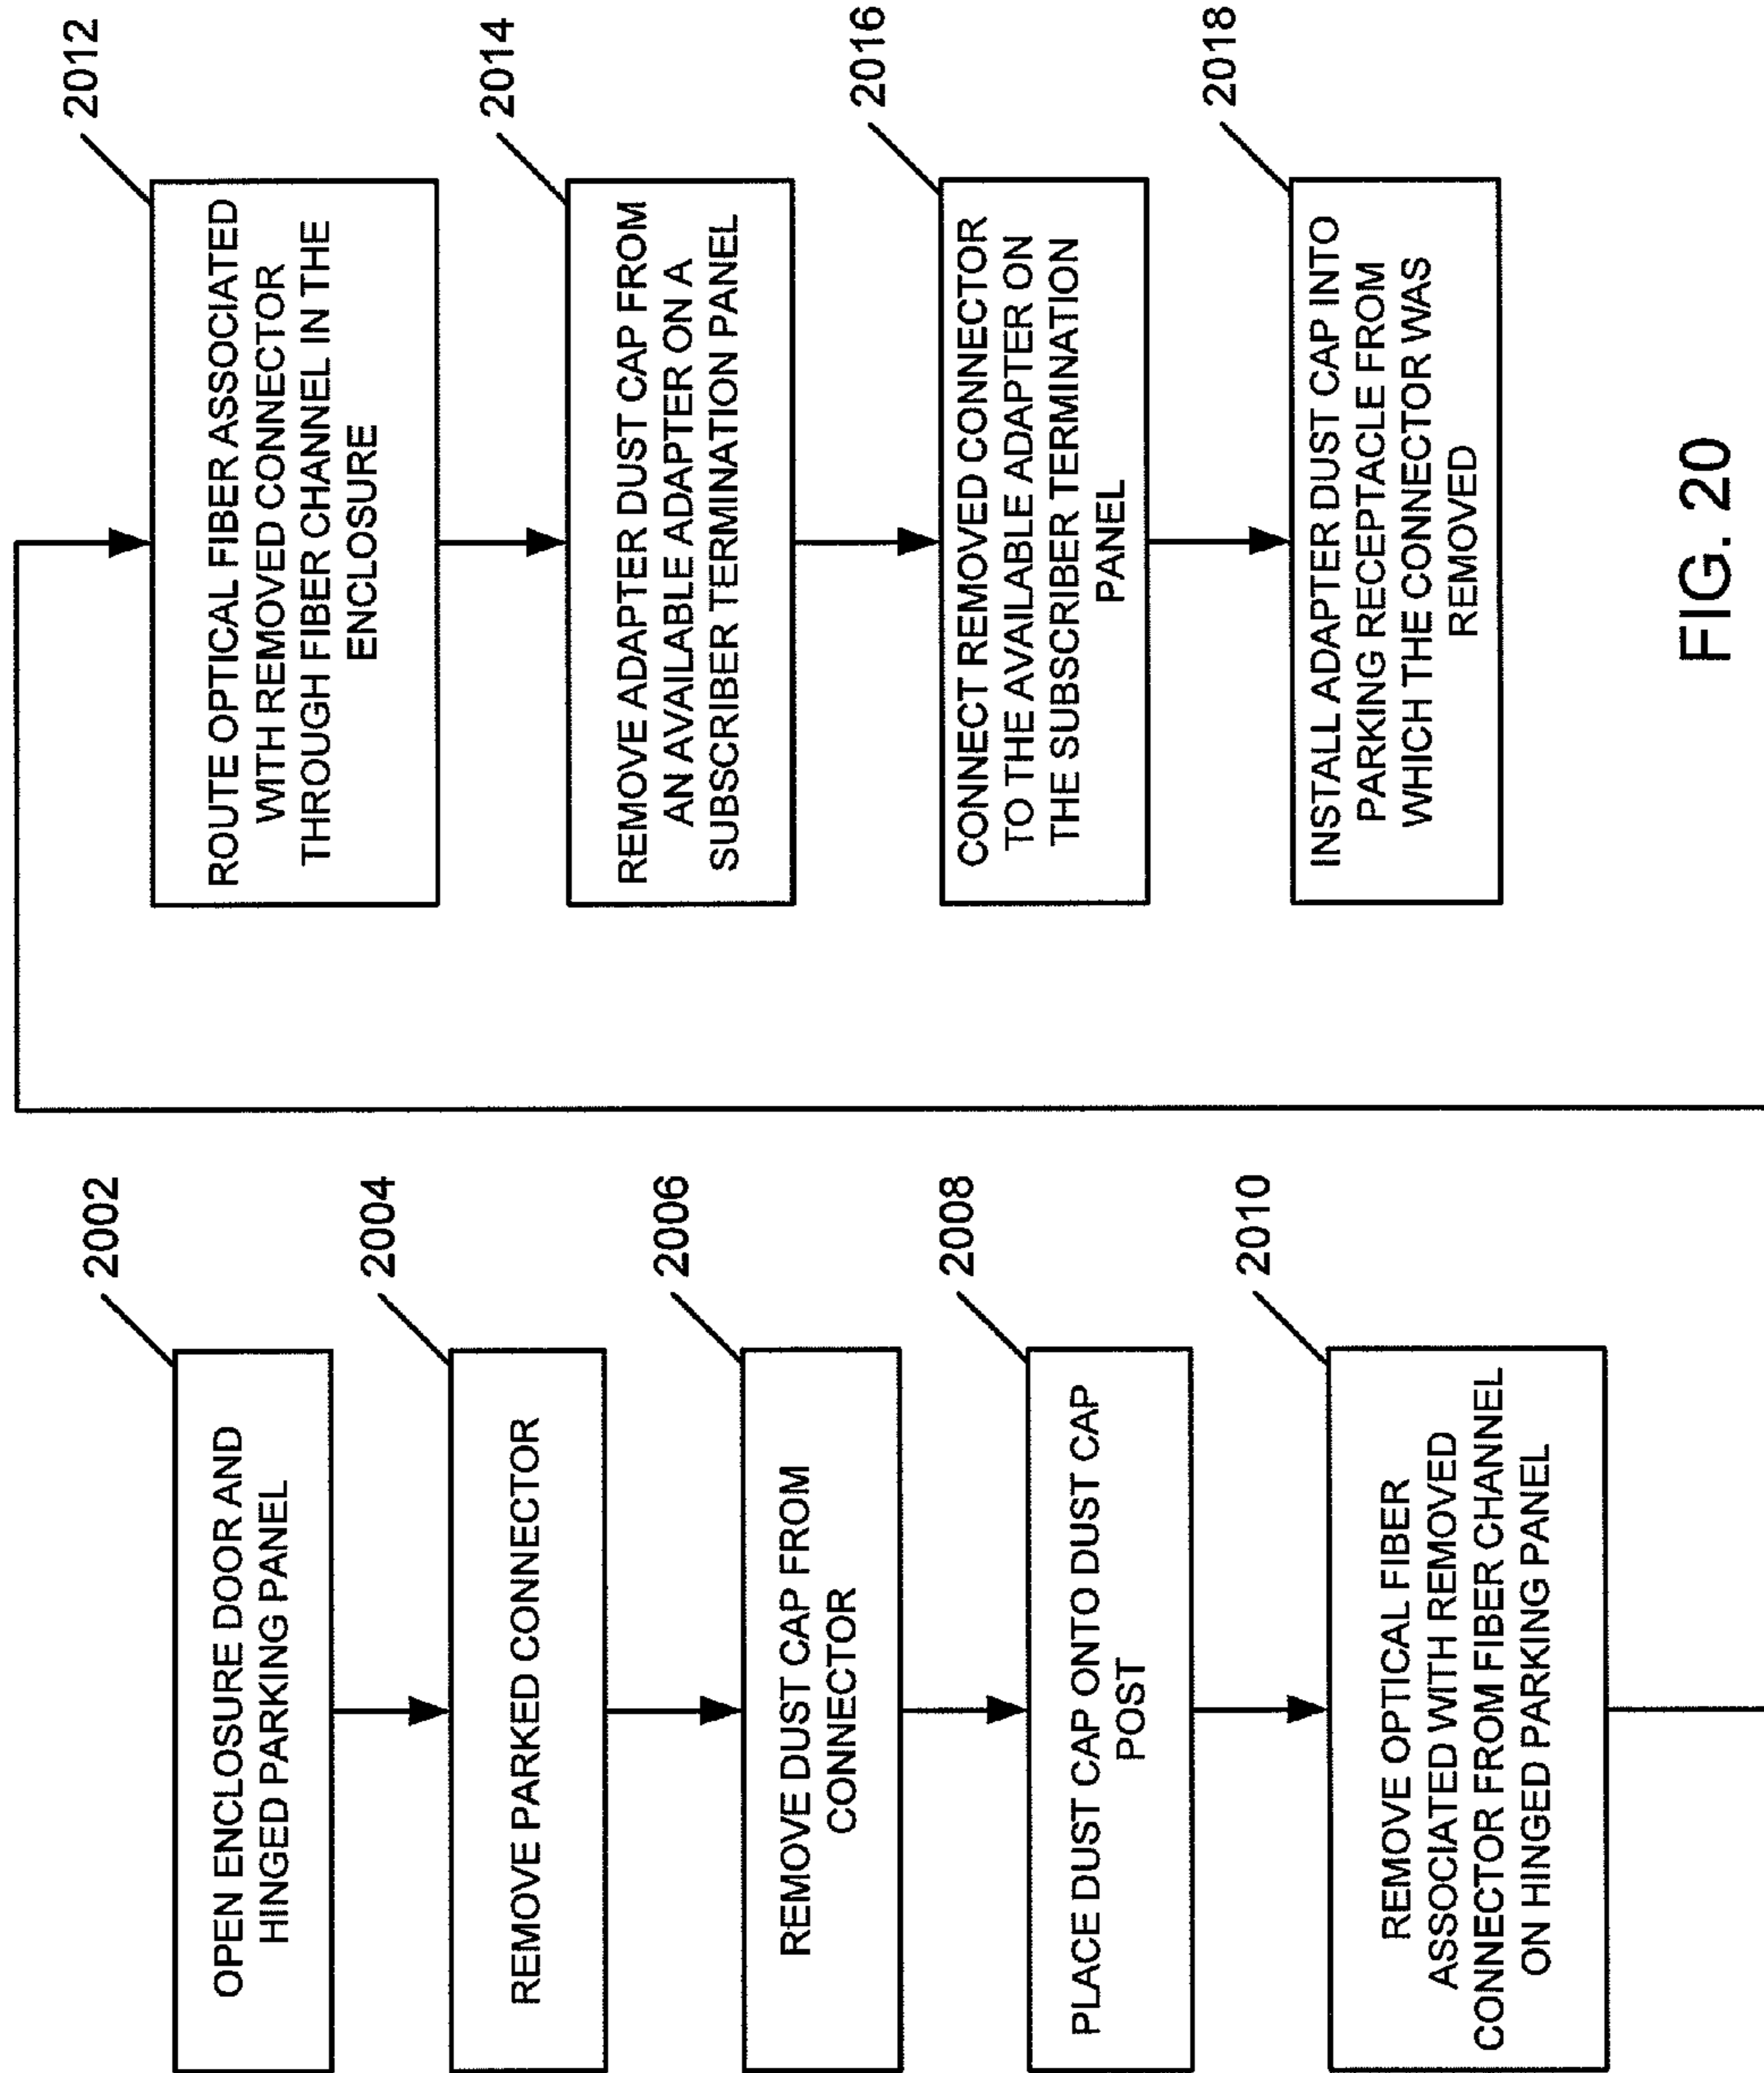 2002
OPEN ENCLOSURE DOOR AND
HINGED PARKING PANEL
2004
REMOVE PARKED CONNECTOR
2006
REMOVE DUST CAP FROM
CONNECTOR
2008
PLACE DUST CAP ONTO DUST CAP
POST
2010
REMOVE OPTICAL FIBER
ASSOCIATED WITH REMOVED
CONNECTOR FROM FIBER CHANNEL
ON HINGED PARKING PANEL
2012
ROUTE OPTICAL FIBER ASSOCIATED
WITH REMOVED CONNECTOR
THROUGH FIBER CHANNEL IN THE
ENCLOSURE
2014
REMOVE ADAPTER DUST CAP FROM
AN AVAILABLE ADAPTER ON A
SUBSCRIBER TERMINATION PANEL
2016
CONNECT REMOVED CONNECTOR
TO THE AVAILABLE ADAPTER ON
THE SUBSCRIBER TERMINATION
PANEL
2018
INSTALL ADAPTER DUST CAP INTO
PARKING RECEPTACLE FROM
WHICH THE CONNECTOR WAS
REMOVED
FIG. 20